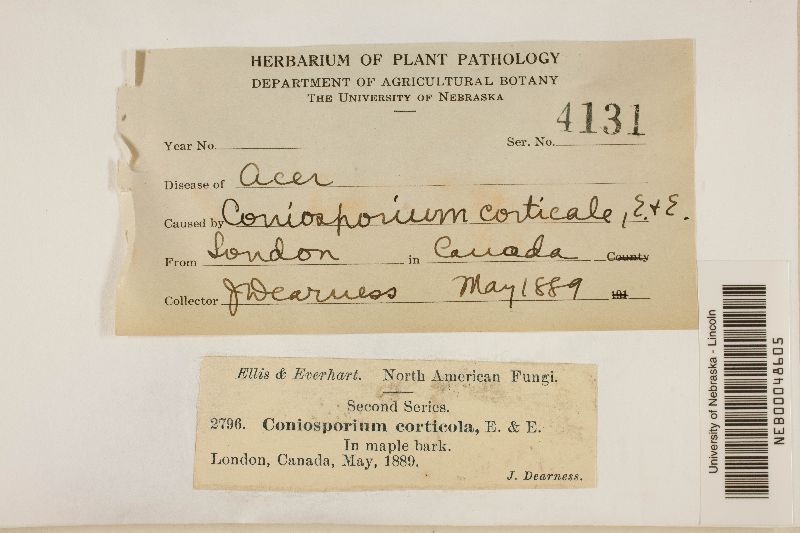 HERBARIUM OF PLANT PATHOLOGY
DEPARTMENT OF AGRICULTURAL BOTANY
THE UNIVERSITY OF NEBRASKA
Year No. Ser. No. 4131
Disease of Acer
Caused by Coniosporium corticale, E. & E.
From London in Canada County
Collector J Dearness May 1889 191
Ellis & Everhart. North American Fungi.
Second Series.
2796. Coniosporium corticola, E. & E.
In maple bark.
London, Canada, May, 1889.
J. Dearness.
University of Nebraska - Lincoln
NEB00048605